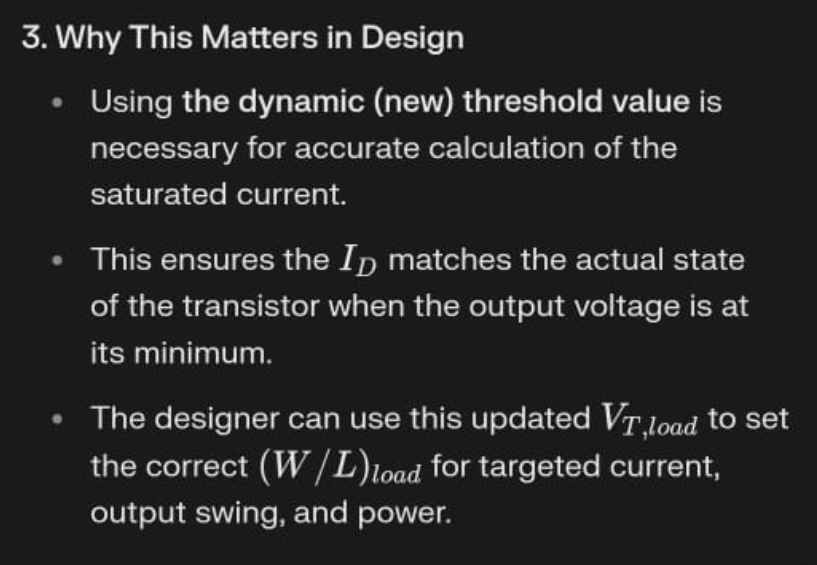 3. Why This Matters in Design
• Using the dynamic (new) threshold value is
necessary for accurate calculation of the
saturated current.
• This ensures the I_D matches the actual state
of the transistor when the output voltage is at
its minimum.
• The designer can use this updated V_{T,load} to set
the correct (W/L)_{load} for targeted current,
output swing, and power.